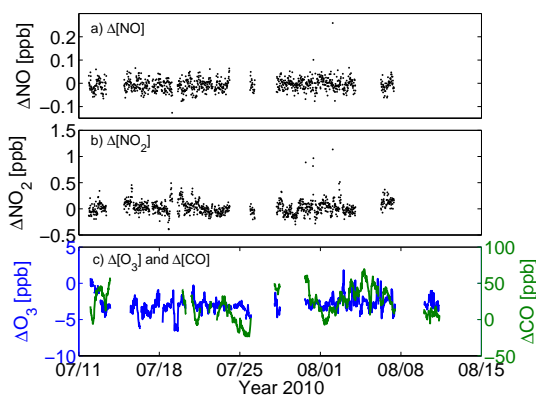 a) Δ[NO]
ΔNO [ppb]
0.2
0.1
0
−0.1
b) Δ[NO2]
ΔNO2 [ppb]
1.5
1
0.5
0
−0.5
c) Δ[O3] and Δ[CO]
ΔO3 [ppb]
5
0
−5
−10
100
50
0
−50
ΔCO [ppb]
07/11 07/18 07/25 08/01 08/08 08/15
Year 2010